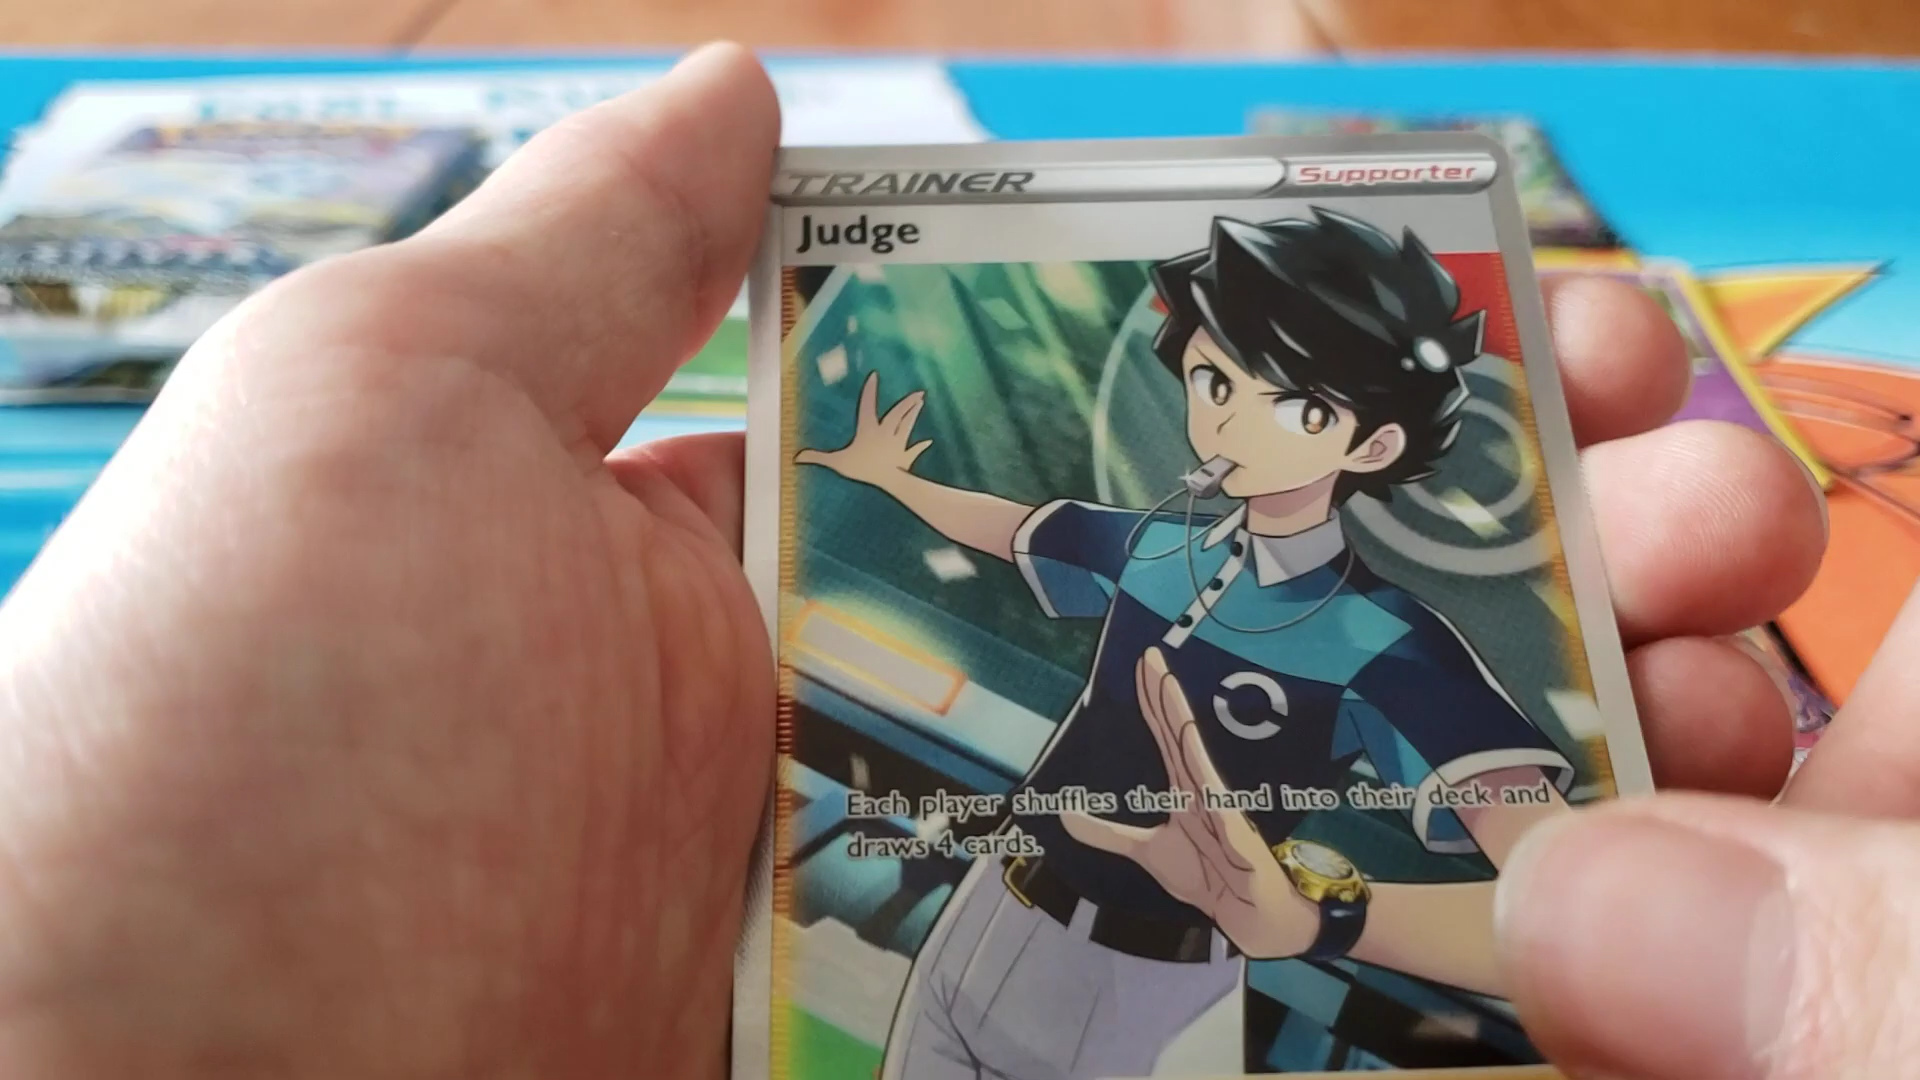 TRAINER
Supporter
Judge
Each player shuffles their hand into their deck and
draws 4 cards.